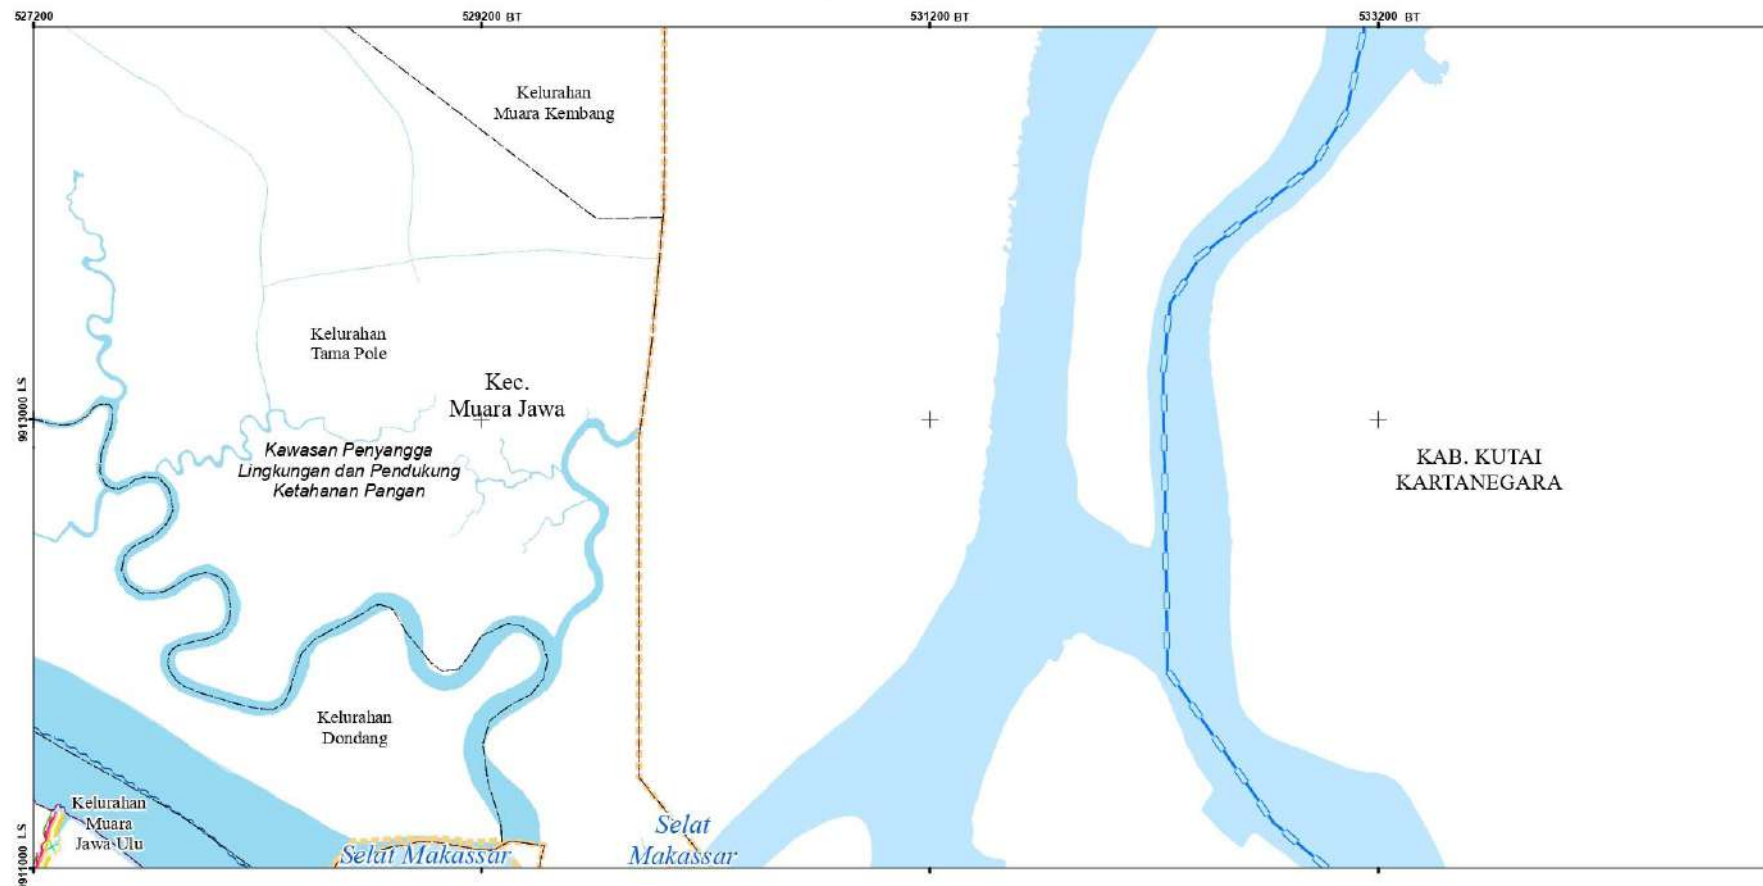 527200
529200 BT
531200 BT
533200 BT
Kelurahan
Muara Kembang
Kelurahan
Tama Pole
Kec.
Muara Jawa
9913000 LS
Kawasan Penyangga
Lingkungan dan Pendukung
Ketahanan Pangan
KAB. KUTAI
KARTANEGARA
Kelurahan
Dondang
Kelurahan
Muara
Jawa Ulu
Selat Makassar
Selat
Makassar
9911000 LS